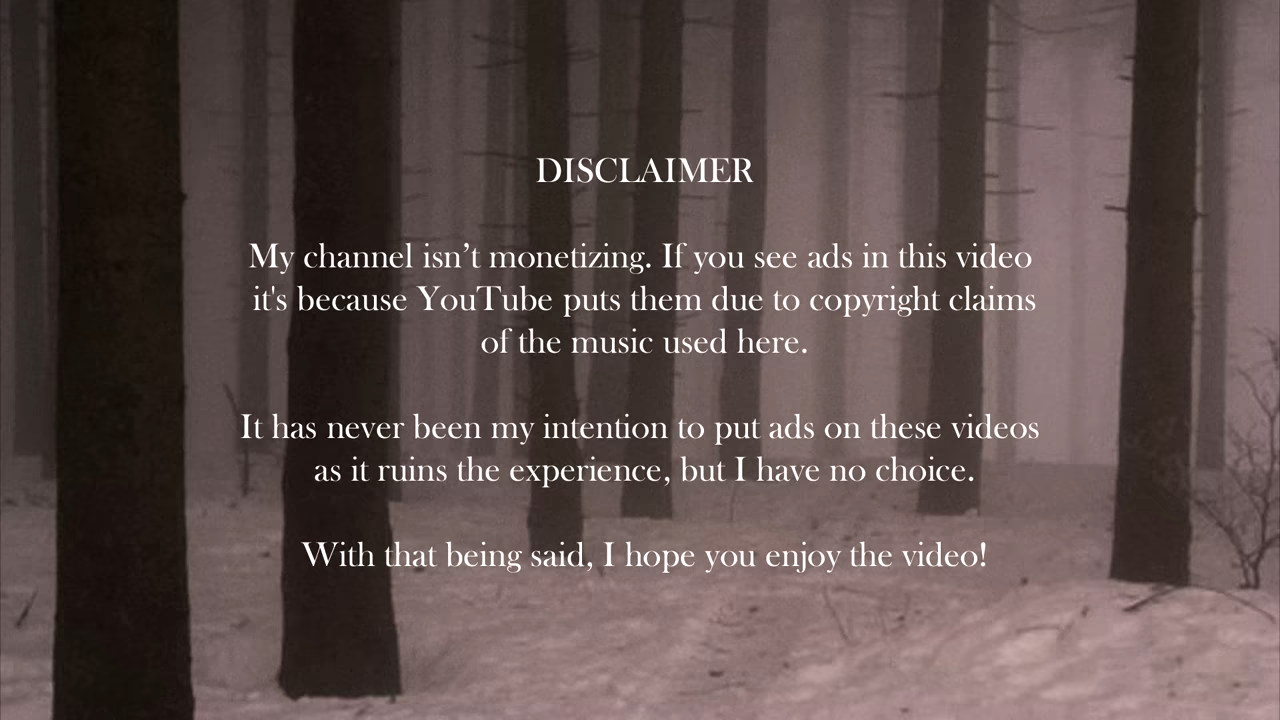 DISCLAIMER
My channel isn’t monetizing. If you see ads in this video
it's because YouTube puts them due to copyright claims
of the music used here.
It has never been my intention to put ads on these videos
as it ruins the experience, but I have no choice.
With that being said, I hope you enjoy the video!